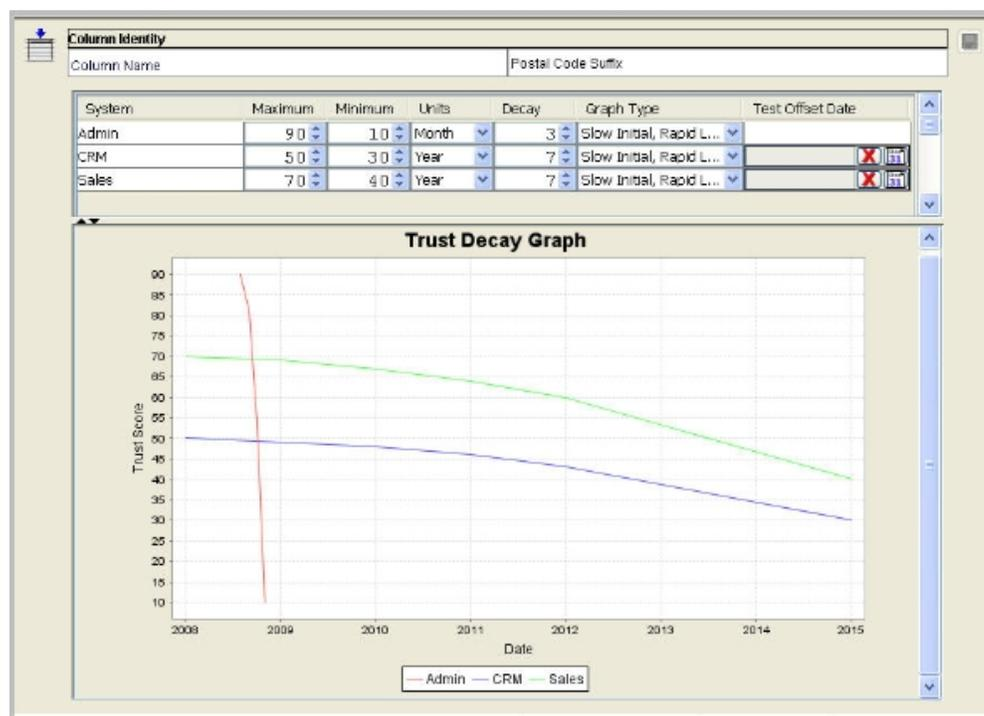 Column Identity
Column Name Postal Code Suffix
System Maximum Minimum Units Decay Graph Type Test Offset Date
Admin 90 10 Month 3 Slow Initial, Rapid L...
CRM 50 30 Year 7 Slow Initial, Rapid L... 31
Sales 70 40 Year 7 Slow Initial, Rapid L... 31
Trust Decay Graph
90
85
80
75
70
65
60
55
50
45
40
35
30
25
20
15
10
Trust Score
2008 2009 2010 2011 2012 2013 2014 2015
Date
Admin CRM Sales